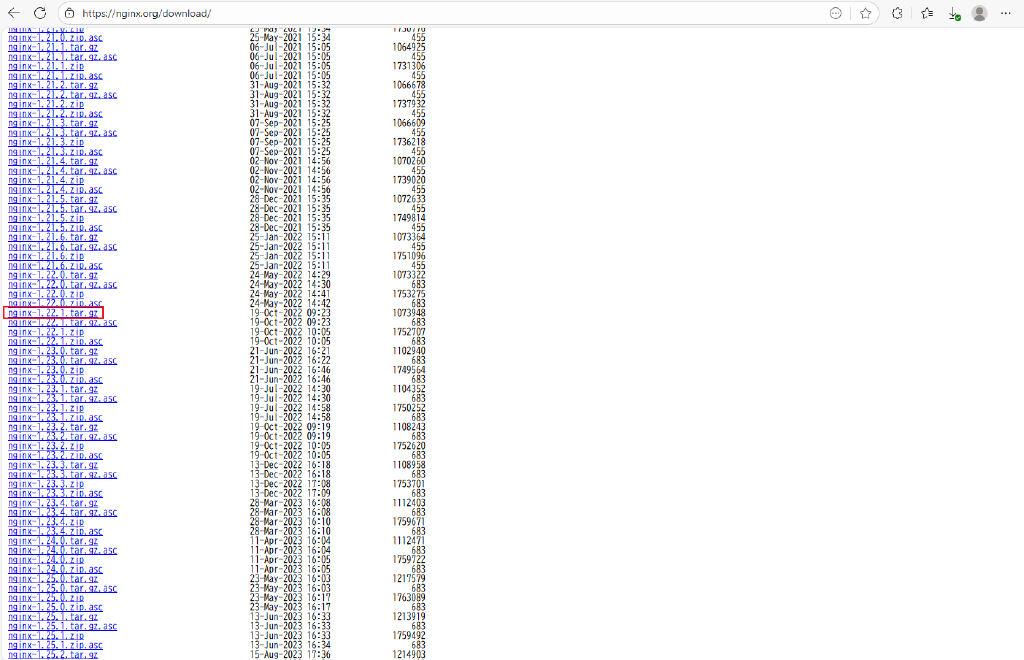 https://nginx.org/download/
nginx-1.21.0.zip 25-May-2021 15:34 1730776
nginx-1.21.0.zip.asc 25-May-2021 15:34 455
nginx-1.21.1.tar.gz 06-Jul-2021 15:05 1064925
nginx-1.21.1.tar.gz.asc 06-Jul-2021 15:05 455
nginx-1.21.1.zip 06-Jul-2021 15:05 1731306
nginx-1.21.1.zip.asc 06-Jul-2021 15:05 455
nginx-1.21.2.tar.gz 31-Aug-2021 15:32 1066678
nginx-1.21.2.tar.gz.asc 31-Aug-2021 15:32 455
nginx-1.21.2.zip 31-Aug-2021 15:32 1737932
nginx-1.21.2.zip.asc 31-Aug-2021 15:32 455
nginx-1.21.3.tar.gz 07-Sep-2021 15:25 1066609
nginx-1.21.3.tar.gz.asc 07-Sep-2021 15:25 455
nginx-1.21.3.zip 07-Sep-2021 15:25 1736218
nginx-1.21.3.zip.asc 07-Sep-2021 15:25 455
nginx-1.21.4.tar.gz 02-Nov-2021 14:56 1070260
nginx-1.21.4.tar.gz.asc 02-Nov-2021 14:56 455
nginx-1.21.4.zip 02-Nov-2021 14:56 1739020
nginx-1.21.4.zip.asc 02-Nov-2021 14:56 455
nginx-1.21.5.tar.gz 28-Dec-2021 15:35 1072633
nginx-1.21.5.tar.gz.asc 28-Dec-2021 15:35 455
nginx-1.21.5.zip 28-Dec-2021 15:35 1749814
nginx-1.21.5.zip.asc 28-Dec-2021 15:35 455
nginx-1.21.6.tar.gz 25-Jan-2022 15:11 1073364
nginx-1.21.6.tar.gz.asc 25-Jan-2022 15:11 455
nginx-1.21.6.zip 25-Jan-2022 15:11 1751096
nginx-1.21.6.zip.asc 25-Jan-2022 15:11 455
nginx-1.22.0.tar.gz 24-May-2022 14:29 1073322
nginx-1.22.0.tar.gz.asc 24-May-2022 14:30 683
nginx-1.22.0.zip 24-May-2022 14:41 1753275
nginx-1.22.0.zip.asc 24-May-2022 14:42 683
nginx-1.22.1.tar.gz 19-Oct-2022 09:23 1073948
nginx-1.22.1.tar.gz.asc 19-Oct-2022 09:23 683
nginx-1.22.1.zip 19-Oct-2022 10:05 1752707
nginx-1.22.1.zip.asc 19-Oct-2022 10:05 683
nginx-1.23.0.tar.gz 21-Jun-2022 16:21 1102940
nginx-1.23.0.tar.gz.asc 21-Jun-2022 16:22 683
nginx-1.23.0.zip 21-Jun-2022 16:46 1749564
nginx-1.23.0.zip.asc 21-Jun-2022 16:46 683
nginx-1.23.1.tar.gz 19-Jul-2022 14:30 1104352
nginx-1.23.1.tar.gz.asc 19-Jul-2022 14:30 683
nginx-1.23.1.zip 19-Jul-2022 14:58 1750252
nginx-1.23.1.zip.asc 19-Jul-2022 14:58 683
nginx-1.23.2.tar.gz 19-Oct-2022 09:19 1108243
nginx-1.23.2.tar.gz.asc 19-Oct-2022 09:19 683
nginx-1.23.2.zip 19-Oct-2022 10:05 1752620
nginx-1.23.2.zip.asc 19-Oct-2022 10:05 683
nginx-1.23.3.tar.gz 13-Dec-2022 16:18 1108958
nginx-1.23.3.tar.gz.asc 13-Dec-2022 16:18 683
nginx-1.23.3.zip 13-Dec-2022 17:08 1753701
nginx-1.23.3.zip.asc 13-Dec-2022 17:09 683
nginx-1.23.4.tar.gz 28-Mar-2023 16:08 1112403
nginx-1.23.4.tar.gz.asc 28-Mar-2023 16:08 683
nginx-1.23.4.zip 28-Mar-2023 16:10 1759671
nginx-1.23.4.zip.asc 28-Mar-2023 16:10 683
nginx-1.24.0.tar.gz 11-Apr-2023 16:04 1112471
nginx-1.24.0.tar.gz.asc 11-Apr-2023 16:04 683
nginx-1.24.0.zip 11-Apr-2023 16:05 1759722
nginx-1.24.0.zip.asc 11-Apr-2023 16:05 683
nginx-1.25.0.tar.gz 23-May-2023 16:03 1217579
nginx-1.25.0.tar.gz.asc 23-May-2023 16:03 683
nginx-1.25.0.zip 23-May-2023 16:17 1763089
nginx-1.25.0.zip.asc 23-May-2023 16:17 683
nginx-1.25.1.tar.gz 13-Jun-2023 16:33 1213919
nginx-1.25.1.tar.gz.asc 13-Jun-2023 16:33 683
nginx-1.25.1.zip 13-Jun-2023 16:33 1759492
nginx-1.25.1.zip.asc 13-Jun-2023 16:34 683
nginx-1.25.2.tar.gz 15-Aug-2023 17:36 1214903